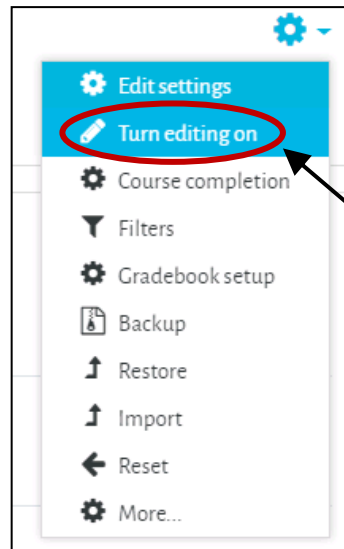 Edit settings
Turn editing on
Course completion
Filters
Gradebook setup
Backup
Restore
Import
Reset
More...